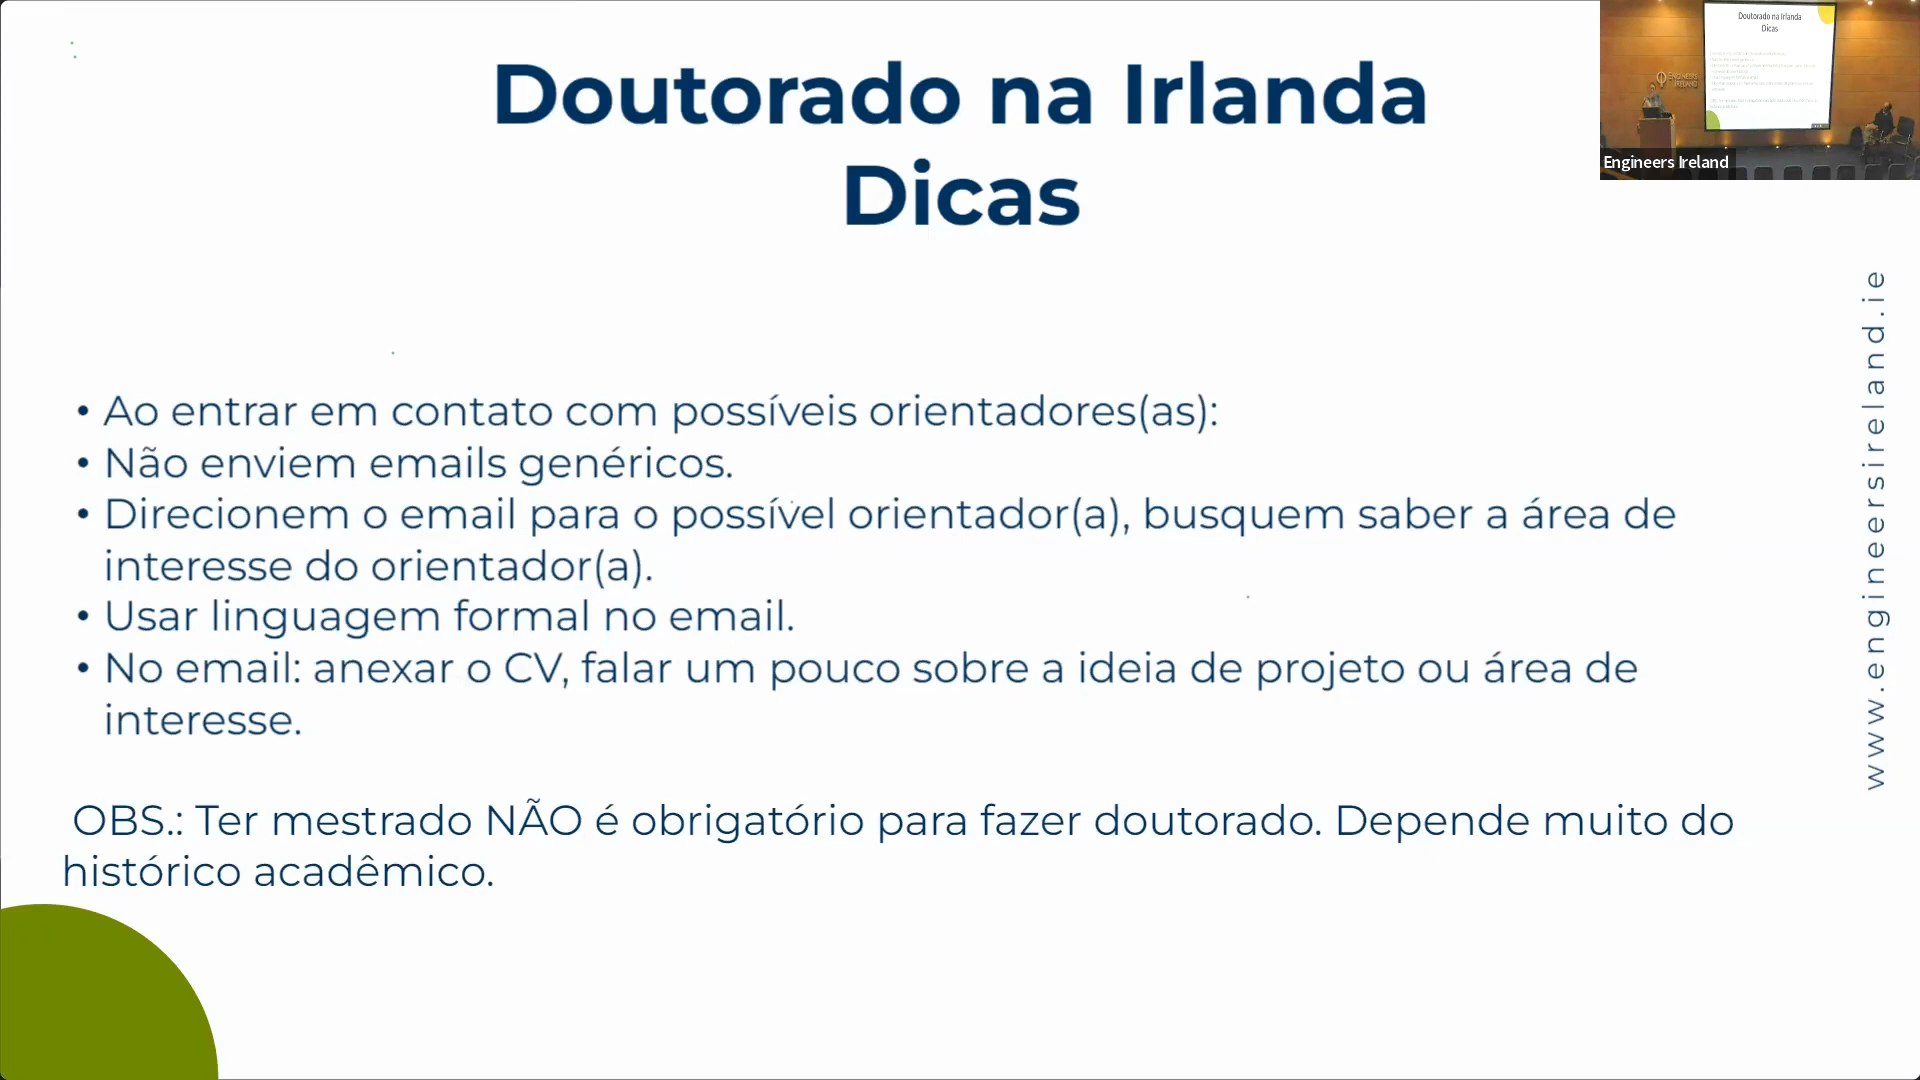 Doutorado na Irlanda
Dicas
• Ao entrar em contato com possíveis orientadores(as):
• Não enviem emails genéricos.
• Direcionem o email para o possível orientador(a), busquem saber a área de
interesse do orientador(a).
• Usar linguagem formal no email.
• No email: anexar o CV, falar um pouco sobre a ideia de projeto ou área de
interesse.
OBS.: Ter mestrado NÃO é obrigatório para fazer doutorado. Depende muito do
histórico acadêmico.
www.engineersireland.ie
Doutorado na Irlanda
Dicas
ENGINEERS
IRELAND
Engineers Ireland